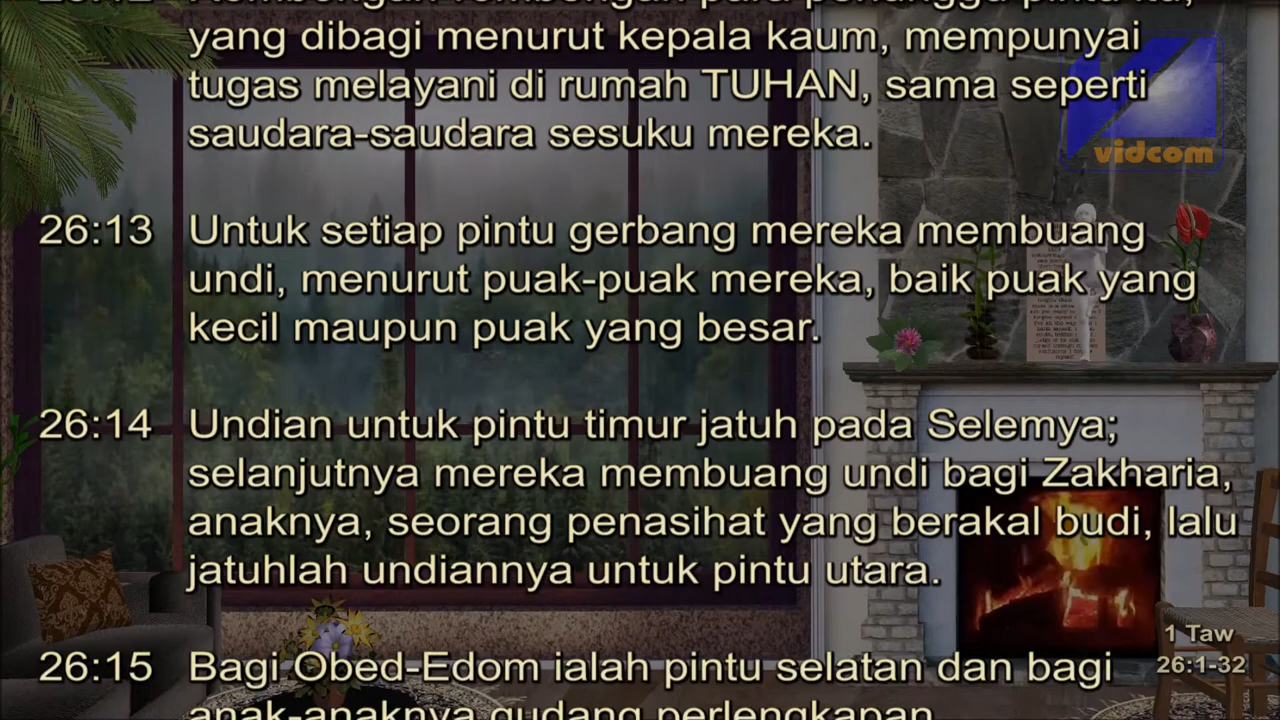 yang dibagi menurut kepala kaum, mempunyai
tugas melayani di rumah TUHAN, sama seperti
saudara-saudara sesuku mereka.
vidcom
26:13 Untuk setiap pintu gerbang mereka membuang
undi, menurut puak-puak mereka, baik puak yang
kecil maupun puak yang besar.
26:14 Undian untuk pintu timur jatuh pada Selemya;
selanjutnya mereka membuang undi bagi Zakharia,
anaknya, seorang penasihat yang berakal budi, lalu
jatuhlah undiannya untuk pintu utara.
26:15 Bagi Obed-Edom ialah pintu selatan dan bagi
anak-anaknya gudang perlengkapan.
1 Taw
26:1-32